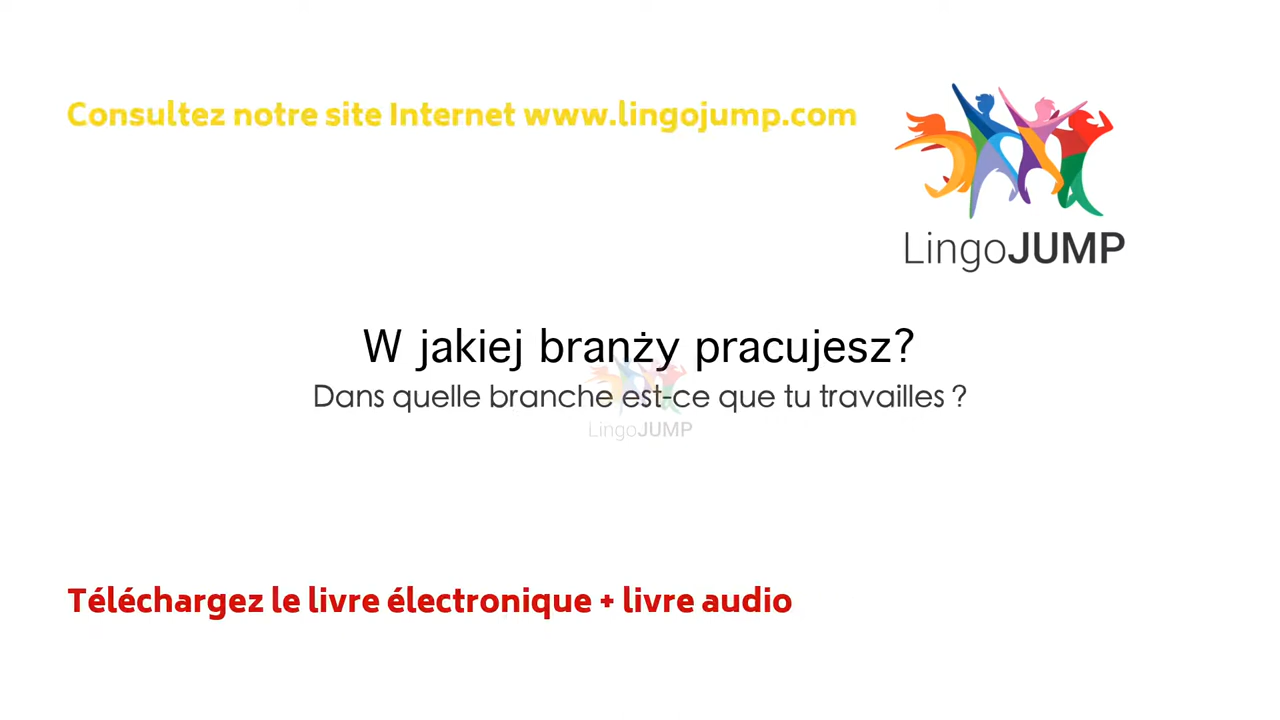 Consultez notre site Internet www.lingojump.com
LingoJUMP
W jakiej branży pracujesz?
Dans quelle branche est-ce que tu travailles ?
LingoJUMP
Téléchargez le livre électronique + livre audio